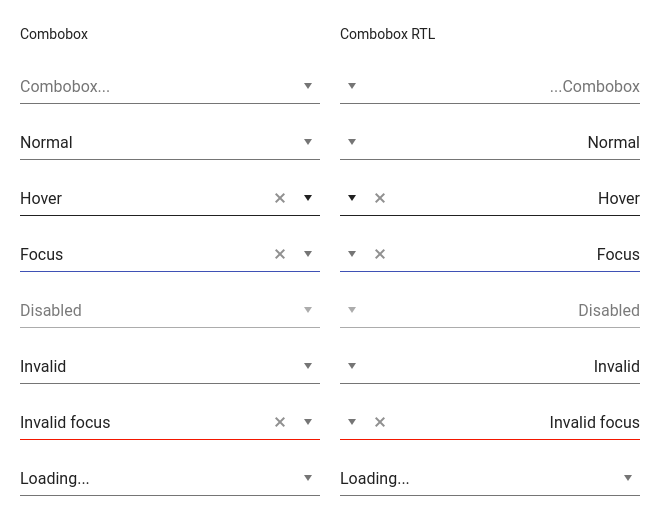 Combobox
Combobox RTL
Combobox...
...Combobox
Normal
Normal
Hover
Hover
Focus
Focus
Disabled
Disabled
Invalid
Invalid
Invalid focus
Invalid focus
Loading...
Loading...